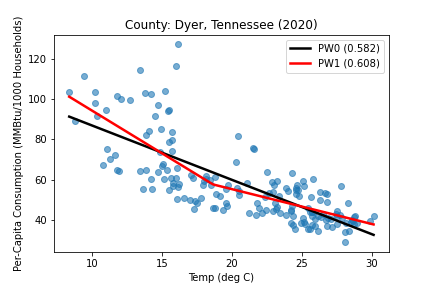 County: Dyer, Tennessee (2020)
Per-Capita Consumption (MMBtu/1000 Households)
120
100
80
60
40
PW0 (0.582)
PW1 (0.608)
10
15
20
25
30
Temp (deg C)